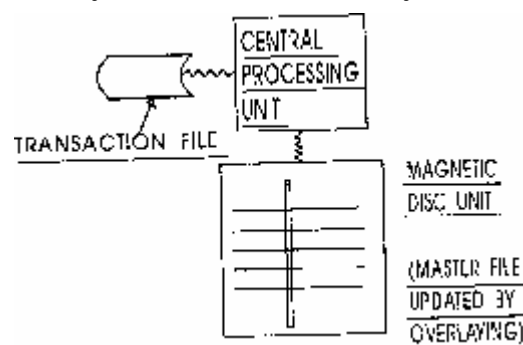 CENTRAL
PROCESSING
UNIT
TRANSACTION FILE
MAGNETIC
DISC UNIT
(MASTER FILE
UPDATED BY
OVERLAYING)